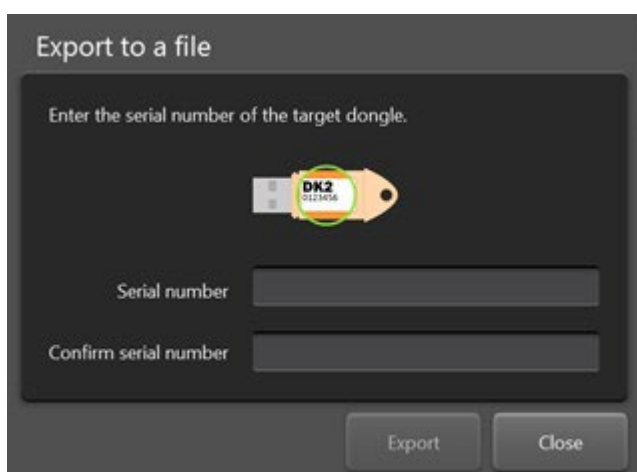 Export to a file
Enter the serial number of the target dongle.
DK2
0123456
Serial number
Confirm serial number
Export
Close